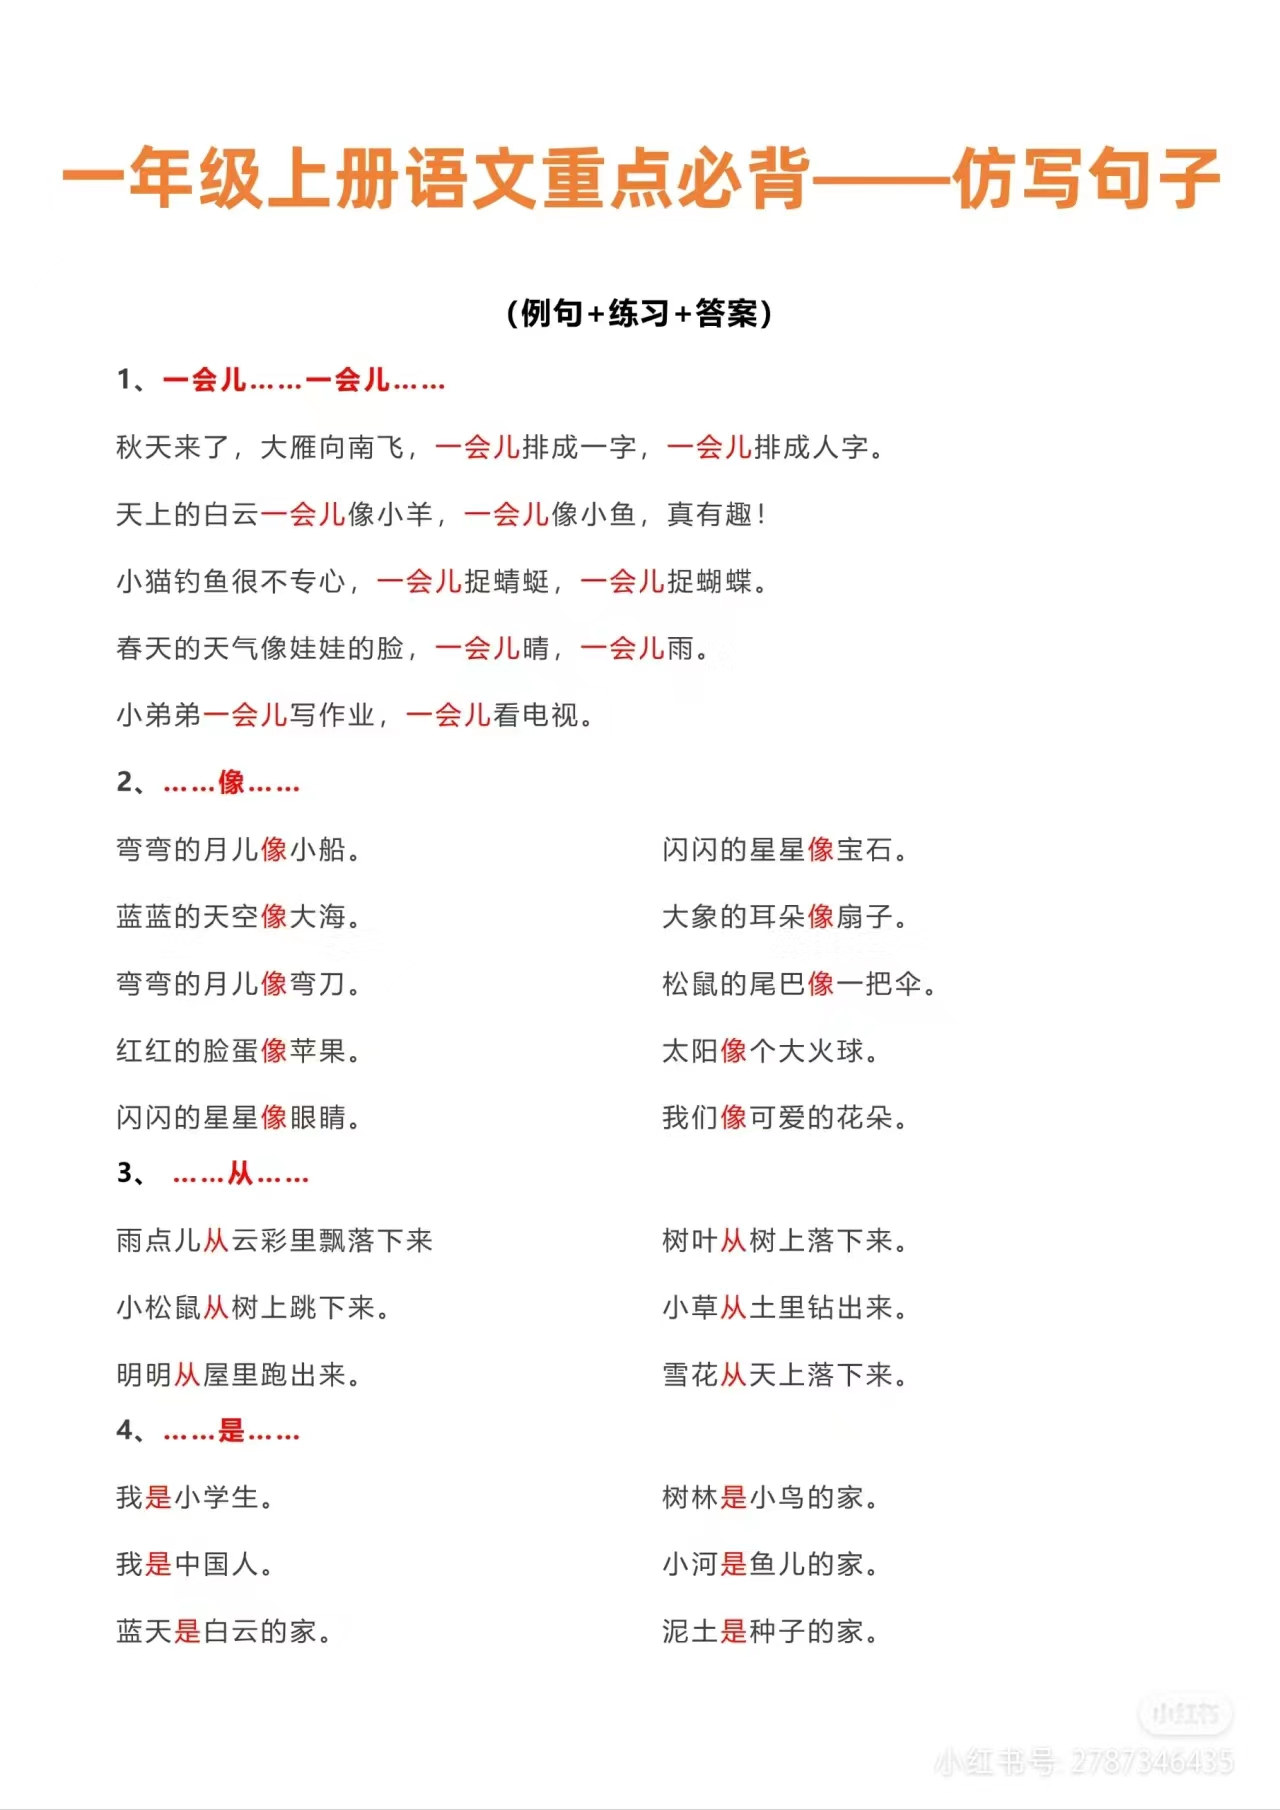 一年级上册语文重点必背——仿写句子
（例句+练习+答案）
1、一会儿……一会儿……
秋天来了，大雁向南飞，一会儿排成一字，一会儿排成人字。
天上的白云一会儿像小羊，一会儿像小鱼，真有趣！
小猫钓鱼很不专心，一会儿捉蜻蜓，一会儿捉蝴蝶。
春天的天气像娃娃的脸，一会儿晴，一会儿雨。
小弟弟一会儿写作业，一会儿看电视。
2、……像……
弯弯的月儿像小船。 闪闪的星星像宝石。
蓝蓝的天空像大海。 大象的耳朵像扇子。
弯弯的月儿像弯刀。 松鼠的尾巴像一把伞。
红红的脸蛋像苹果。 太阳像个大火球。
闪闪的星星像眼睛。 我们像可爱的花朵。
3、 ……从……
雨点儿从云彩里飘落下来 树叶从树上落下来。
小松鼠从树上跳下来。 小草从土里钻出来。
明明从屋里跑出来。 雪花从天上落下来。
4、……是……
我是小学生。 树林是小鸟的家。
我是中国人。 小河是鱼儿的家。
蓝天是白云的家。 泥土是种子的家。
小红书
小红书号: 2787346435